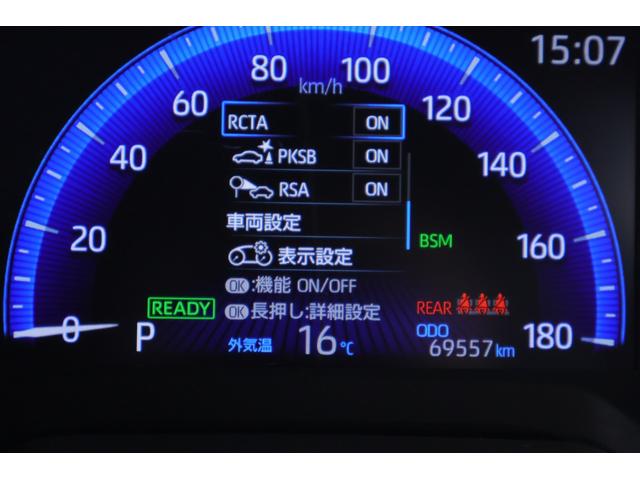 15:07
80
100
km/h
60
120
RCTA ON
40
PKSB ON
140
RSA ON
車両設定
20
BSM
160
表示設定
OK:機能 ON/OFF
READY
OK長押し:詳細設定
REAR
0
P
ODO
180
外気温 16℃
69557km